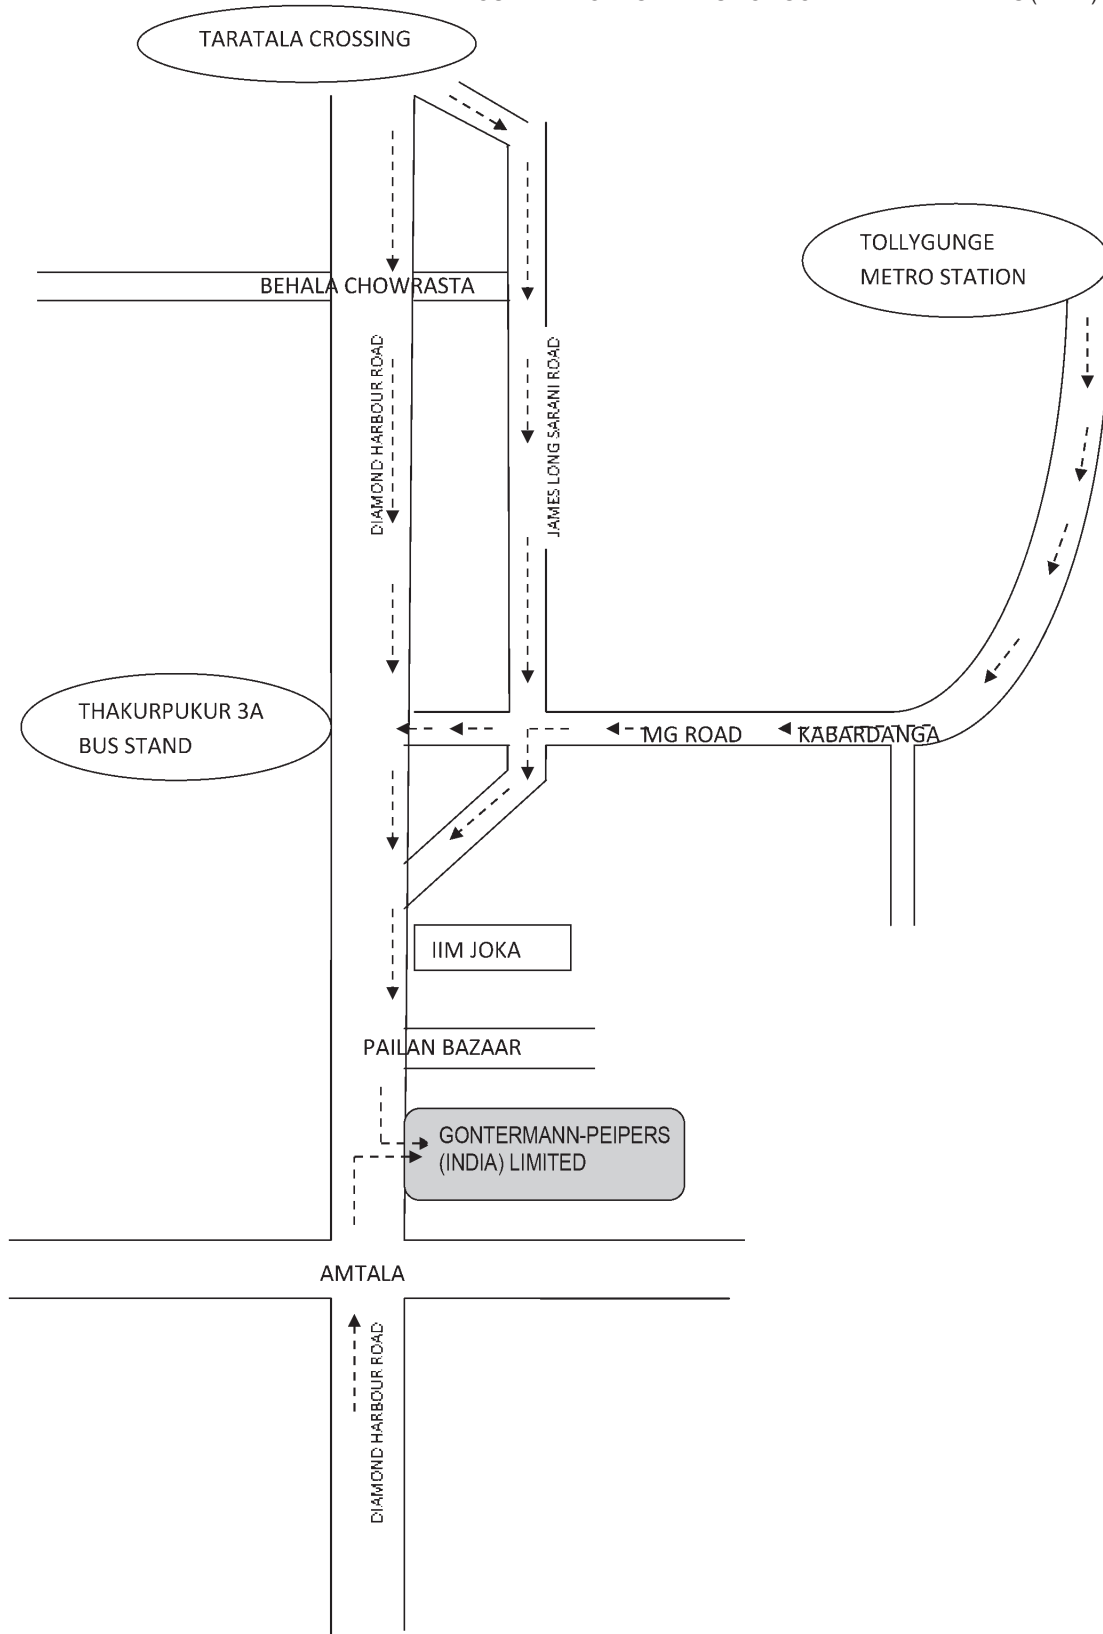 TARATALA CROSSING
TOLLYGUNGE
METRO STATION
BEHALA CHOWRASTA
DIAMOND HARBOUR ROAD
JAMES LONG SARANI ROAD
THAKURPUKUR 3A
BUS STAND
MG ROAD
KABARDANGA
IIM JOKA
PAILAN BAZAAR
GONTERMANN-PEIPERS
(INDIA) LIMITED
AMTALA
DIAMOND HARBOUR ROAD